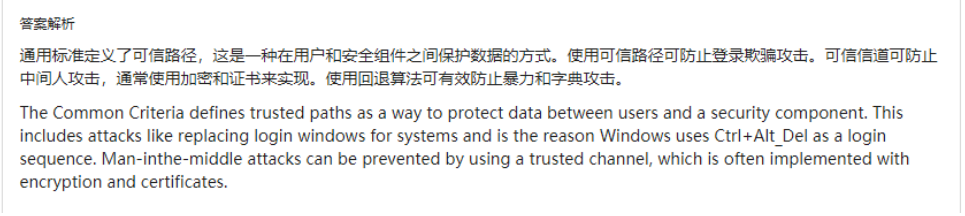 答案解析
通用标准定义了可信路径，这是一种在用户和安全组件之间保护数据的方式。使用可信路径可防止登录欺骗攻击。可信信道可防止
中间人攻击，通常使用加密和证书来实现。使用回退算法可有效防止暴力和字典攻击。
The Common Criteria defines trusted paths as a way to protect data between users and a security component. This
includes attacks like replacing login windows for systems and is the reason Windows uses Ctrl+Alt_Del as a login
sequence. Man-inthe-middle attacks can be prevented by using a trusted channel, which is often implemented with
encryption and certificates.